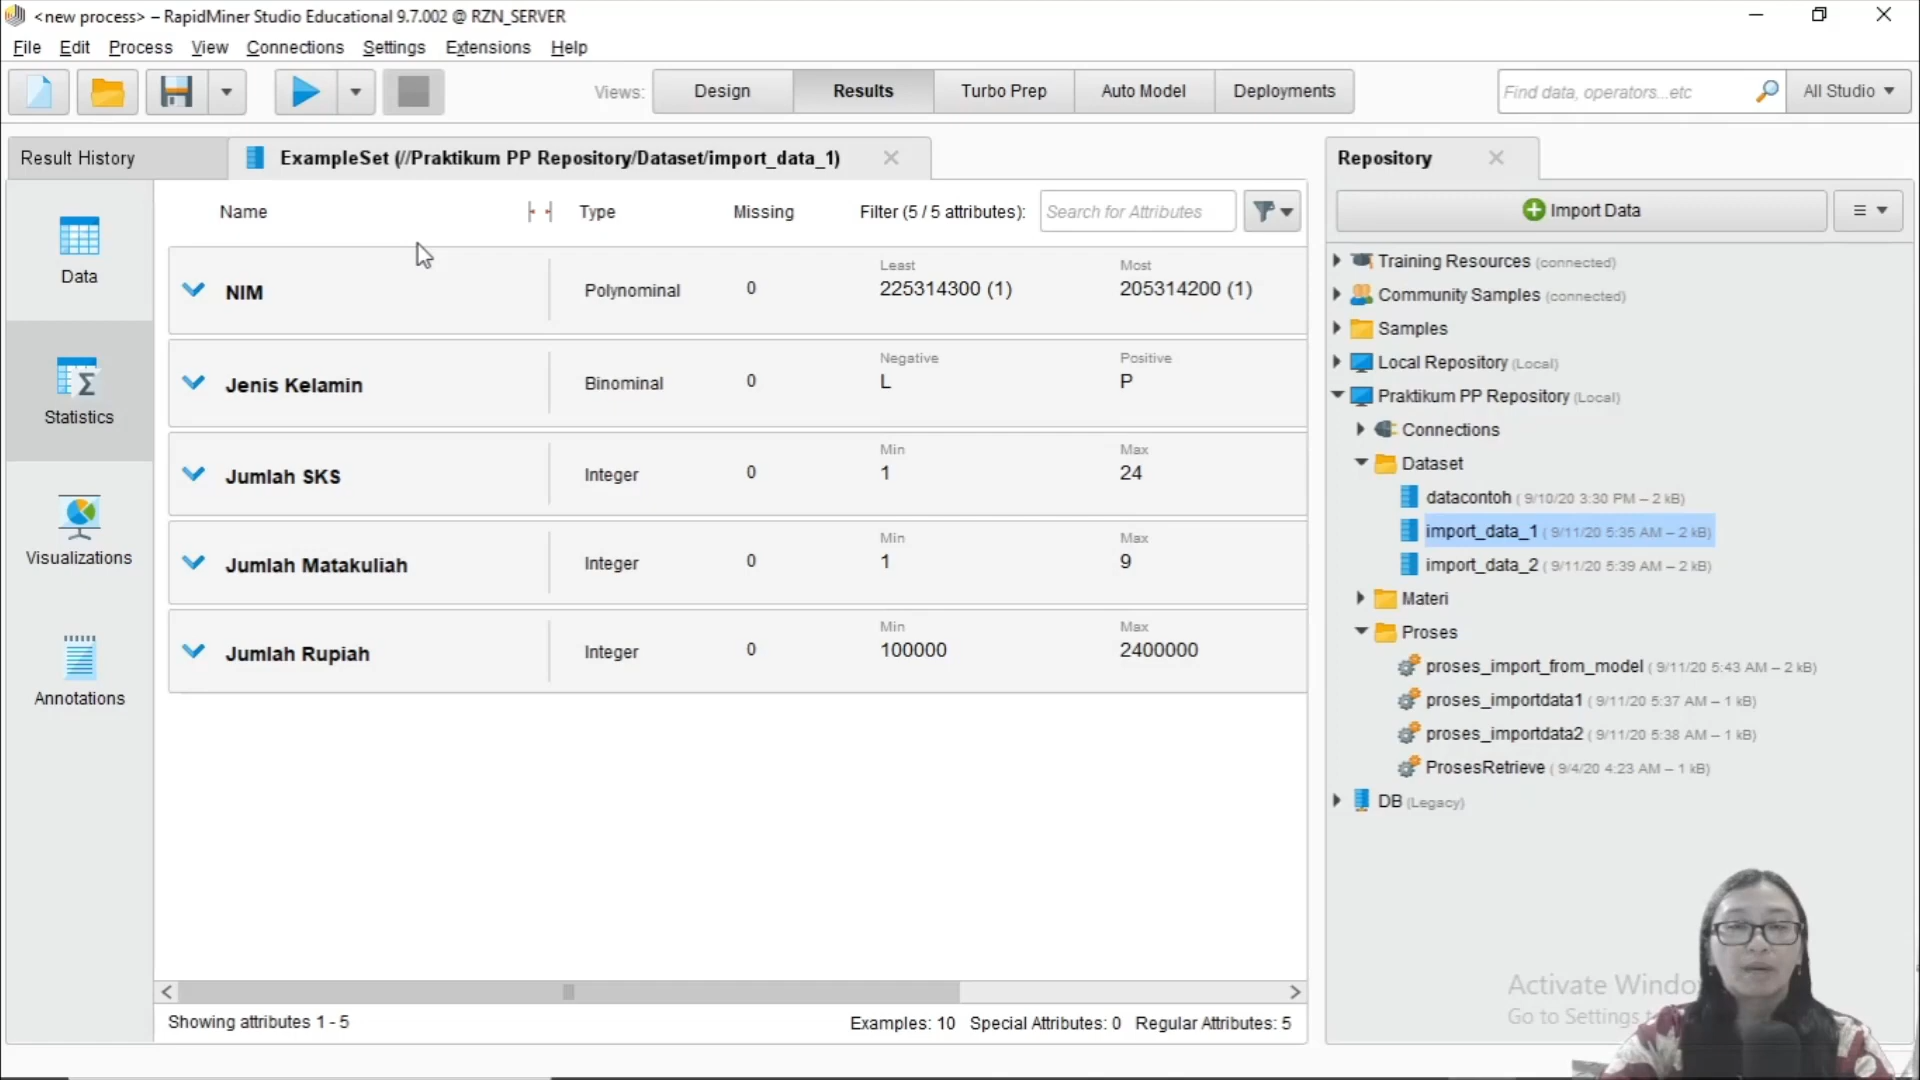 <new process> – RapidMiner Studio Educational 9.7.002 @ RZN_SERVER
File Edit Process View Connections Settings Extensions Help
Views: Design Results Turbo Prep Auto Model Deployments
Find data, operators...etc All Studio
Result History
ExampleSet (//Praktikum PP Repository/Dataset/import_data_1)
Name Type Missing Filter (5 / 5 attributes): Search for Attributes
Data
Statistics
Visualizations
Annotations
Least Most
NIM Polynominal 0 225314300 (1) 205314200 (1)
Negative Positive
Jenis Kelamin Binominal 0 L P
Min Max
Jumlah SKS Integer 0 1 24
Min Max
Jumlah Matakuliah Integer 0 1 9
Min Max
Jumlah Rupiah Integer 0 100000 2400000
Showing attributes 1 - 5
Examples: 10 Special Attributes: 0 Regular Attributes: 5
Repository
Import Data
Training Resources (connected)
Community Samples (connected)
Samples
Local Repository (Local)
Praktikum PP Repository (Local)
Connections
Dataset
datacontoh ( 9/10/20 3:30 PM – 2 kB)
import_data_1 ( 9/11/20 5:35 AM – 2 kB)
import_data_2 ( 9/11/20 5:39 AM – 2 kB)
Materi
Proses
proses_import_from_model ( 9/11/20 5:43 AM – 2 kB)
proses_importdata1 ( 9/11/20 5:37 AM – 1 kB)
proses_importdata2 ( 9/11/20 5:38 AM – 1 kB)
ProsesRetrieve ( 9/4/20 4:23 AM – 1 kB)
DB (Legacy)
Activate Windo
Go to Settings